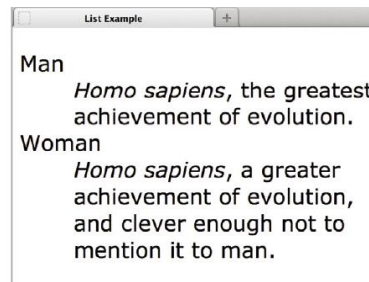 List Example
Man
Homo sapiens, the greatest
achievement of evolution.
Woman
Homo sapiens, a greater
achievement of evolution,
and clever enough not to
mention it to man.